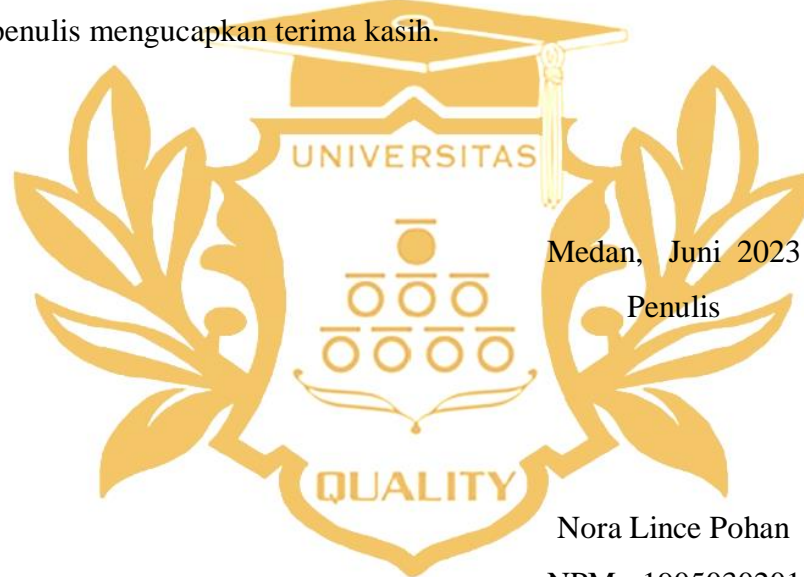 penulis mengucapkan terima kasih.
UNIVERSITAS
Medan, Juni 2023
Penulis
QUALITY
Nora Lince Pohan